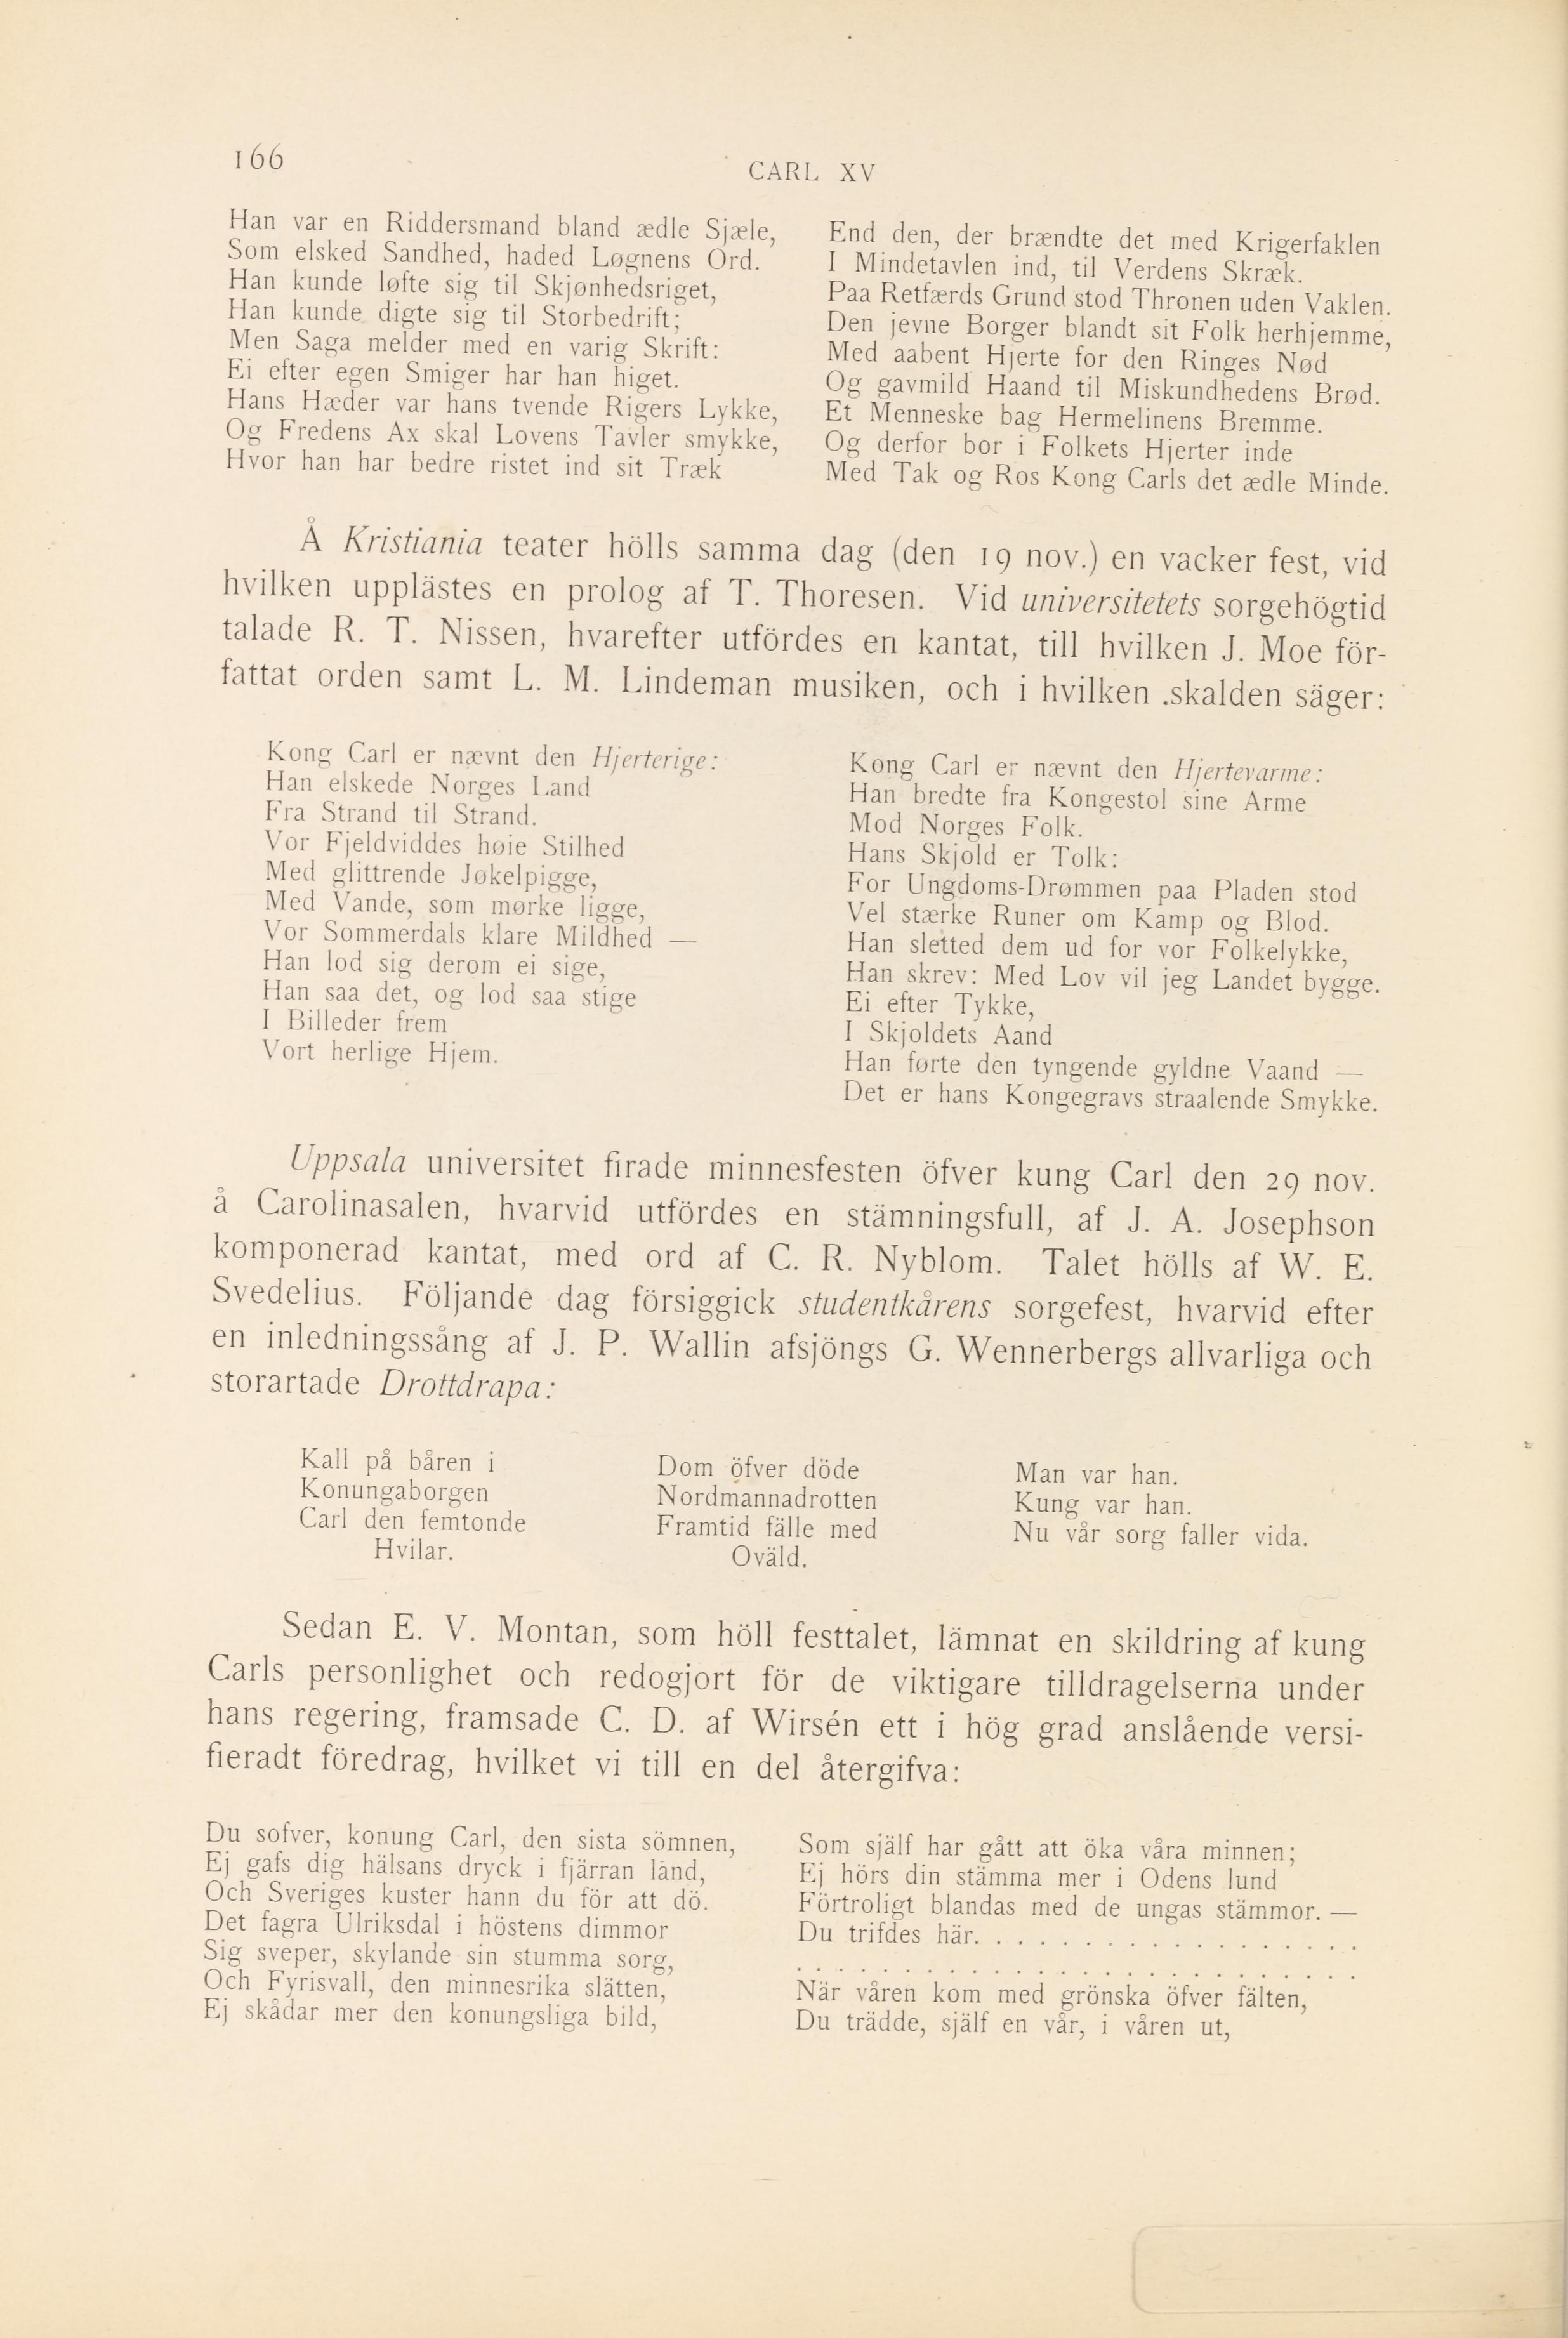 166
CARL XV
Han var en Riddersmand bland ædle Sjæle,
Som elsked Sandhed, haded Løgnens Ord.
Han kunde løfte sig til Skjønhedsriget,
Han kunde digte sig til Storbedrift;
Men Saga melder med en varig Skrift:
Ei efter egen Smiger har han higet.
Hans Hæder var hans tvende Rigers Lykke,
Og Fredens Ax skal Lovens Tavler smykke,
Hvor han har bedre ristet ind sit Træk
End den, der brændte det med Krigerfaklen
I Mindetavlen ind, til Verdens Skræk.
Paa Retfærds Grund stod Thronen uden Vaklen.
Den jevne Borger blandt sit Folk herhjemme,
Med aabent Hjerte for den Ringes Nød
Og gavmild Haand til Miskundhedens Brød.
Et Menneske bag Hermelinens Bremme.
Og derfor bor i Folkets Hjerter inde
Med Tak og Ros Kong Carls det ædle Minde.
Å Kristiania teater hölls samma dag (den 19 nov.) en vacker fest, vid
hvilken upplästes en prolog af T. Thoresen. Vid universitetets sorgehögtid
talade R. T. Nissen, hvarefter utfördes en kantat, till hvilken J. Moe för-
fattat orden samt L. M. Lindeman musiken, och i hvilken .skalden säger:
Kong Carl er nævnt den Hjerterige:
Han elskede Norges Land
Fra Strand til Strand.
Vor Fjeldviddes høie Stilhed
Med glittrende Jøkelpigge,
Med Vande, som mørke ligge,
Vor Sommerdals klare Mildhed —
Han lod sig derom ei sige,
Han saa det, og lod saa stige
I Billeder frem
Vort herlige Hjem.
Kong Carl er nævnt den Hjertevarme:
Han bredte fra Kongestol sine Arme
Mod Norges Folk.
Hans Skjold er Tolk:
For Ungdoms-Drømmen paa Pladen stod
Vel stærke Runer om Kamp og Blod.
Han sletted dem ud for vor Folkelykke,
Han skrev: Med Lov vil jeg Landet bygge.
Ei efter Tykke,
I Skjoldets Aand
Han førte den tyngende gyldne Vaand —
Det er hans Kongegravs straalende Smykke.
Uppsala universitet firade minnesfesten öfver kung Carl den 29 nov.
å Carolinasalen, hvarvid utfördes en stämningsfull, af J. A. Josephson
komponerad kantat, med ord af C. R. Nyblom. Talet hölls af W. E.
Svedelius. Följande dag försiggick studentkårens sorgefest, hvarvid efter
en inledningssång af J. P. Wallin afsjöngs G. Wennerbergs allvarliga och
storartade Drottdrapa:
Kall på båren i
Konungaborgen
Carl den femtonde
Hvilar.
Dom öfver döde
Nordmannadrotten
Framtid fälle med
Oväld.
Man var han.
Kung var han.
Nu vår sorg faller vida.
Sedan E. V. Montan, som höll festtalet, lämnat en skildring af kung
Carls personlighet och redogjort för de viktigare tilldragelserna under
hans regering, framsade C. D. af Wirsén ett i hög grad anslående versi-
fieradt föredrag, hvilket vi till en del återgifva:
Du sofver, konung Carl, den sista sömnen,
Ej gafs dig hälsans dryck i fjärran land,
Och Sveriges kuster hann du för att dö.
Det fagra Ulriksdal i höstens dimmor
Sig sveper, skylande sin stumma sorg,
Och Fyrisvall, den minnesrika slätten,
Ej skådar mer den konungsliga bild,
Som själf har gått att öka våra minnen;
Ej hörs din stämma mer i Odens lund
Förtroligt blandas med de ungas stämmor. —
Du trifdes här. . . . . . . . . . . . . . . . . .
. . . . . . . . . . . . . . . . . . . . . . . . . .
När våren kom med grönska öfver fälten,
Du trädde, själf en vår, i våren ut,